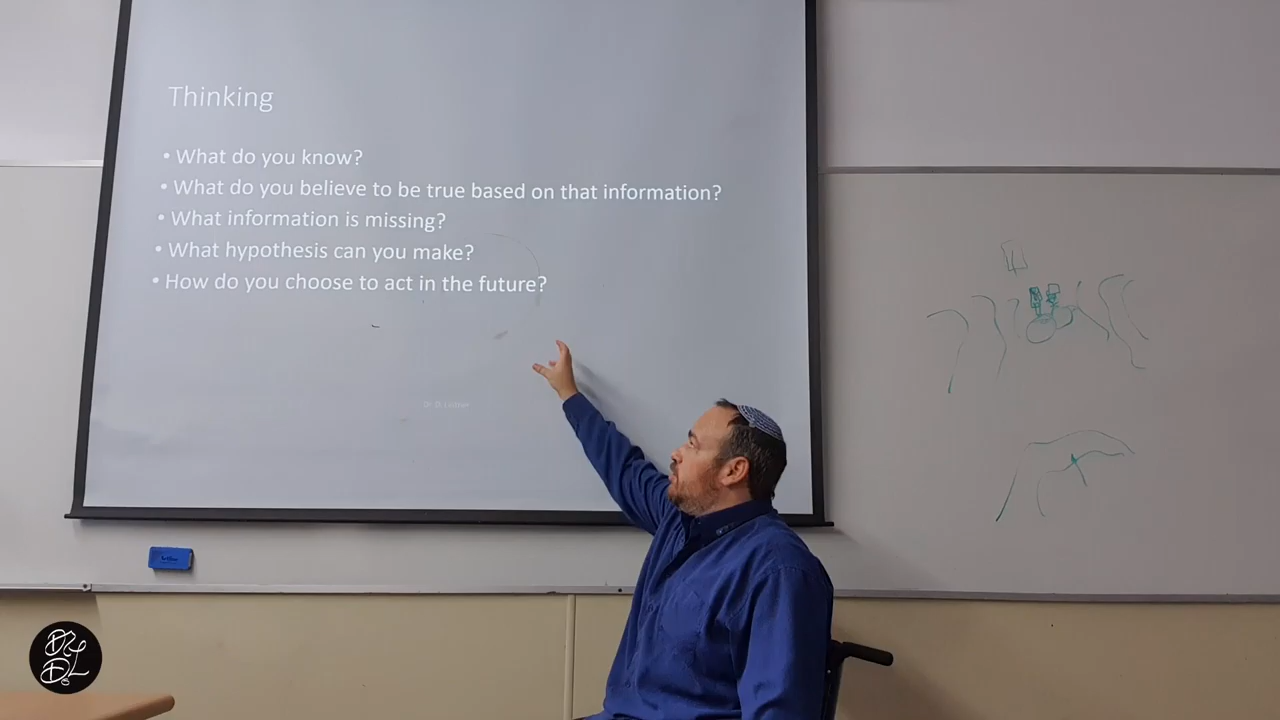 Thinking
• What do you know?
• What do you believe to be true based on that information?
• What information is missing?
• What hypothesis can you make?
• How do you choose to act in the future?